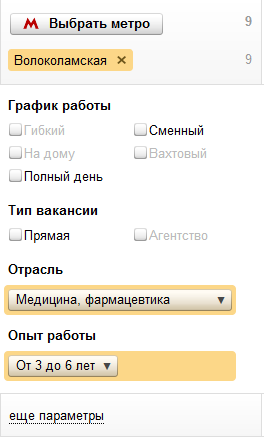 Выбрать метро 9
Волоколамская × 9
График работы
Гибкий Сменный
На дому Вахтовый
Полный день
Тип вакансии
Прямая Агентство
Отрасль
Медицина, фармацевтика
Опыт работы
От 3 до 6 лет
еще параметры